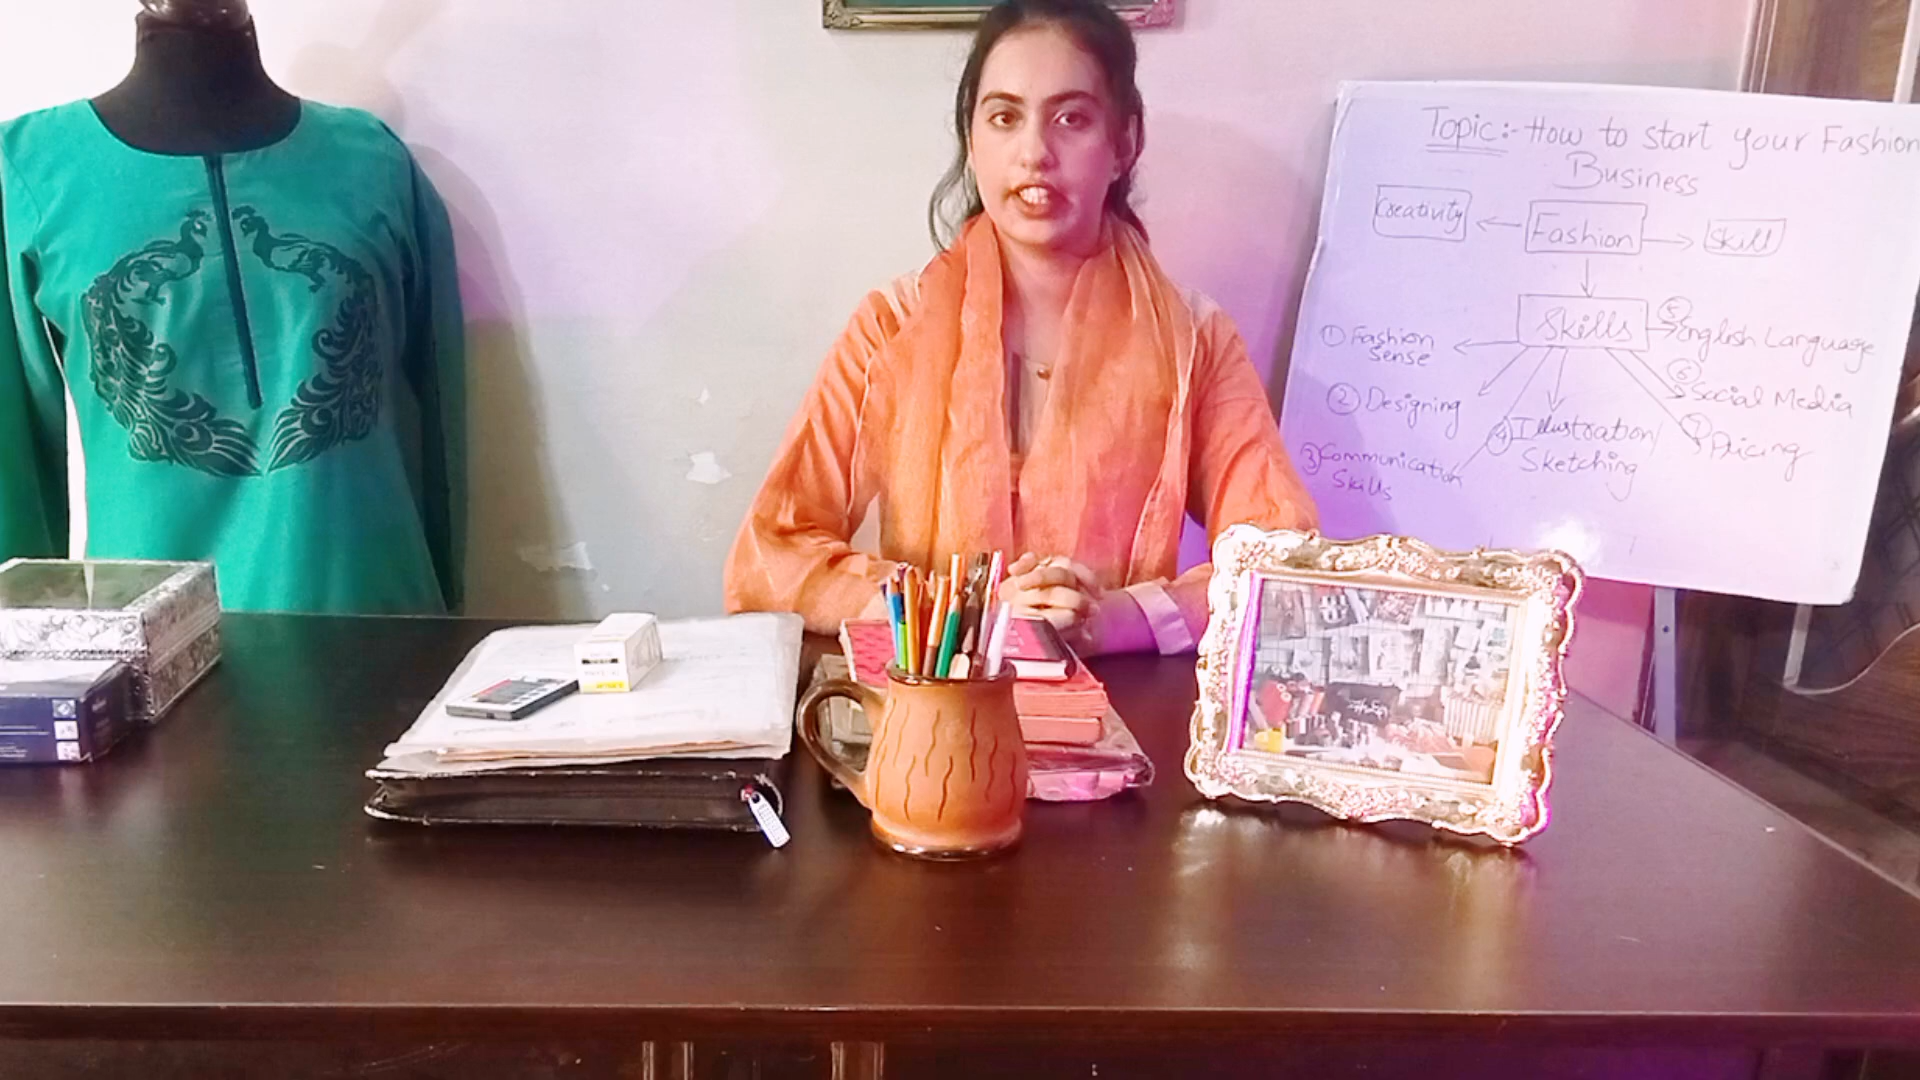 Topic:- How to start your Fashion
Business
Creativity
Fashion
Skill
Skills
① Fashion
Sense
② Designing
③ Communication
Skills
④ Illustration/
Sketching
⑤ English Language
⑥ Social Media
⑦ Pricing